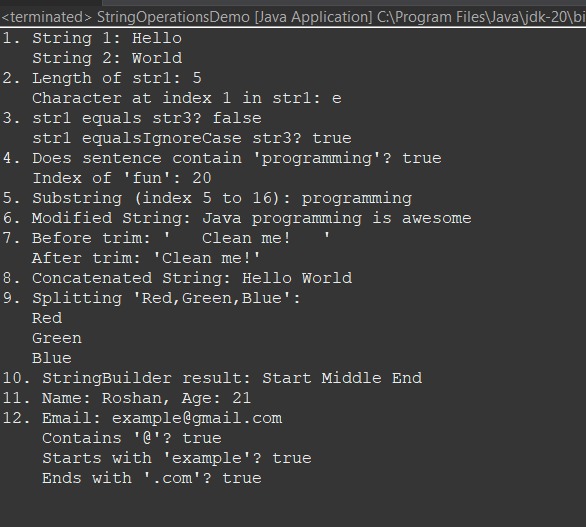 <terminated> StringOperationsDemo [Java Application] C:\Program Files\Java\jdk-20\bi
1. String 1: Hello
   String 2: World
2. Length of str1: 5
   Character at index 1 in str1: e
3. str1 equals str3? false
   str1 equalsIgnoreCase str3? true
4. Does sentence contain 'programming'? true
   Index of 'fun': 20
5. Substring (index 5 to 16): programming
6. Modified String: Java programming is awesome
7. Before trim: '   Clean me!   '
   After trim: 'Clean me!'
8. Concatenated String: Hello World
9. Splitting 'Red,Green,Blue':
   Red
   Green
   Blue
10. StringBuilder result: Start Middle End
11. Name: Roshan, Age: 21
12. Email: example@gmail.com
    Contains '@'? true
    Starts with 'example'? true
    Ends with '.com'? true